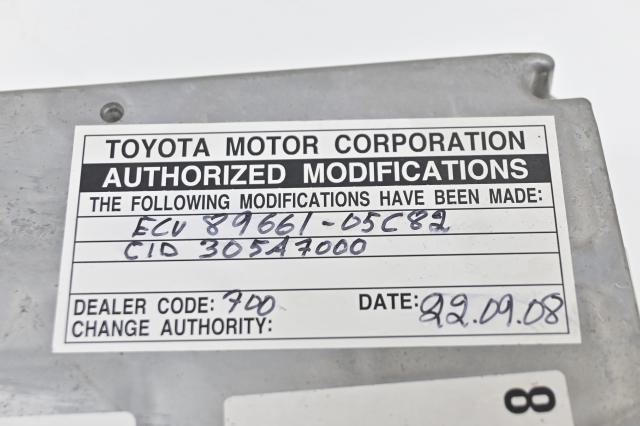 TOYOTA MOTOR CORPORATION
AUTHORIZED MODIFICATIONS
THE FOLLOWING MODIFICATIONS HAVE BEEN MADE:
ECU 89661-05C82
CID 305A7000
DEALER CODE: 700 DATE: 22.09.08
CHANGE AUTHORITY:
8